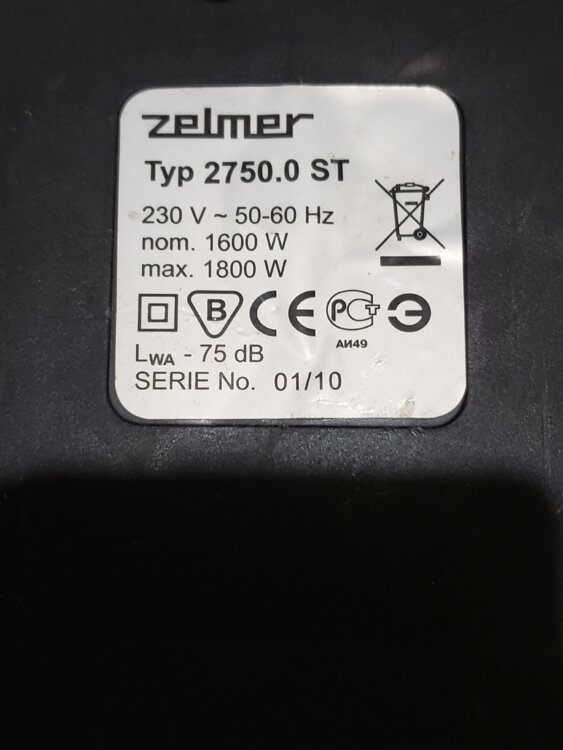 zelmer
Typ 2750.0 ST
230 V ~ 50-60 Hz
nom. 1600 W
max. 1800 W
B CE РСТ Э
АИ49
LWA - 75 dB
SERIE No. 01/10